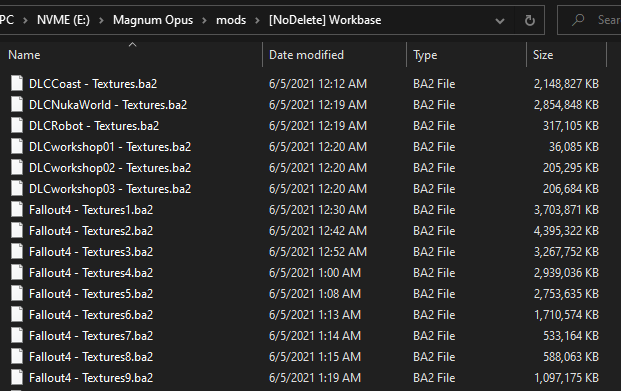 PC > NVME (E:) > Magnum Opus > mods > [NoDelete] Workbase Sear
Name Date modified Type Size
DLCCoast - Textures.ba2 6/5/2021 12:12 AM BA2 File 2,148,827 KB
DLCNukaWorld - Textures.ba2 6/5/2021 12:19 AM BA2 File 2,854,848 KB
DLCRobot - Textures.ba2 6/5/2021 12:19 AM BA2 File 317,105 KB
DLCworkshop01 - Textures.ba2 6/5/2021 12:20 AM BA2 File 36,085 KB
DLCworkshop02 - Textures.ba2 6/5/2021 12:20 AM BA2 File 205,295 KB
DLCworkshop03 - Textures.ba2 6/5/2021 12:20 AM BA2 File 206,684 KB
Fallout4 - Textures1.ba2 6/5/2021 12:30 AM BA2 File 3,703,871 KB
Fallout4 - Textures2.ba2 6/5/2021 12:42 AM BA2 File 4,395,322 KB
Fallout4 - Textures3.ba2 6/5/2021 12:52 AM BA2 File 3,267,752 KB
Fallout4 - Textures4.ba2 6/5/2021 1:00 AM BA2 File 2,939,036 KB
Fallout4 - Textures5.ba2 6/5/2021 1:08 AM BA2 File 2,753,635 KB
Fallout4 - Textures6.ba2 6/5/2021 1:13 AM BA2 File 1,710,574 KB
Fallout4 - Textures7.ba2 6/5/2021 1:14 AM BA2 File 533,164 KB
Fallout4 - Textures8.ba2 6/5/2021 1:15 AM BA2 File 588,063 KB
Fallout4 - Textures9.ba2 6/5/2021 1:19 AM BA2 File 1,097,175 KB